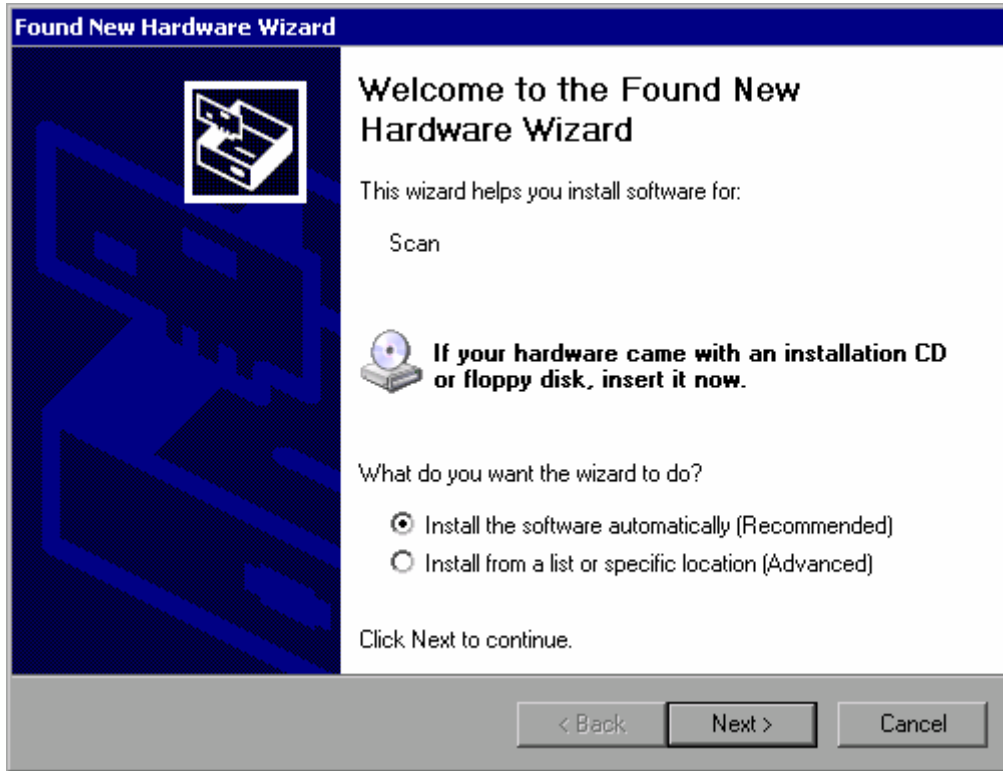 Found New Hardware Wizard
Welcome to the Found New
Hardware Wizard
This wizard helps you install software for:
Scan
If your hardware came with an installation CD
or floppy disk, insert it now.
What do you want the wizard to do?
Install the software automatically (Recommended)
Install from a list or specific location (Advanced)
Click Next to continue.
< Back
Next >
Cancel